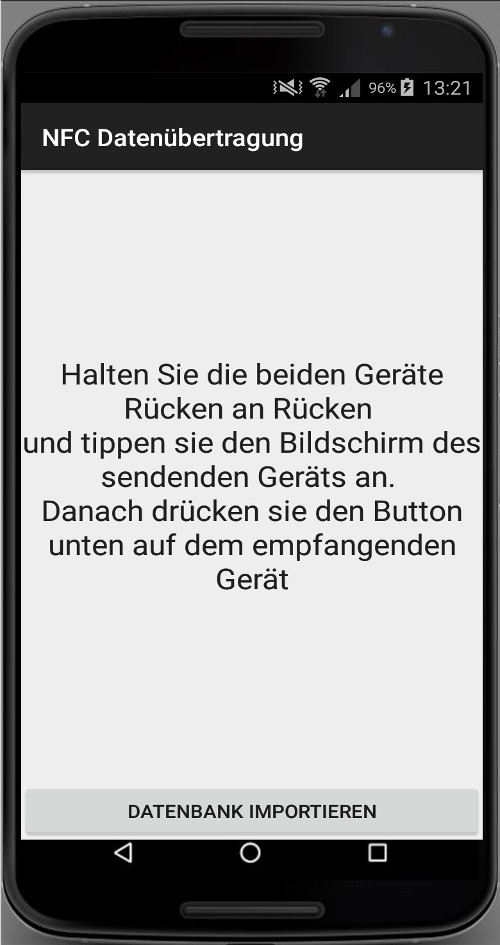 96% 13:21
NFC Datenübertragung
Halten Sie die beiden Geräte
Rücken an Rücken
und tippen sie den Bildschirm des
sendenden Geräts an.
Danach drücken sie den Button
unten auf dem empfangenden
Gerät
DATENBANK IMPORTIEREN